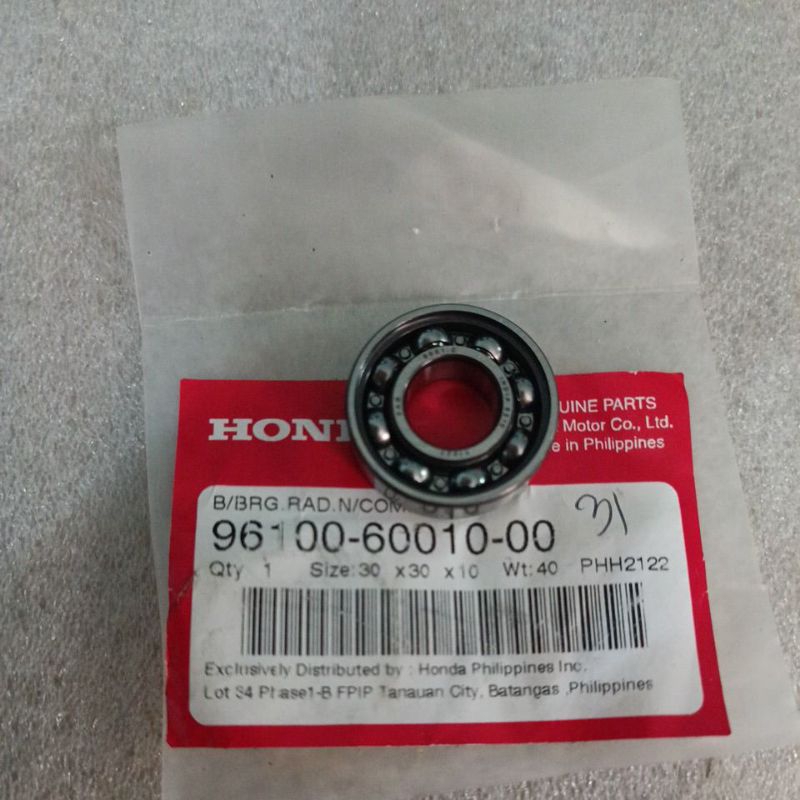 HON
UINE PARTS
Motor Co., Ltd.
e in Philippines
B/BRG.RAD.N/COM
96100-60010-00
Qty 1 Size:30 x30 x10 Wt:40 PHH2122
Exclusively Distributed by : Honda Philippines Inc.
Lot S4 Phase1-B FPIP Tanauan City, Batangas ,Philippines